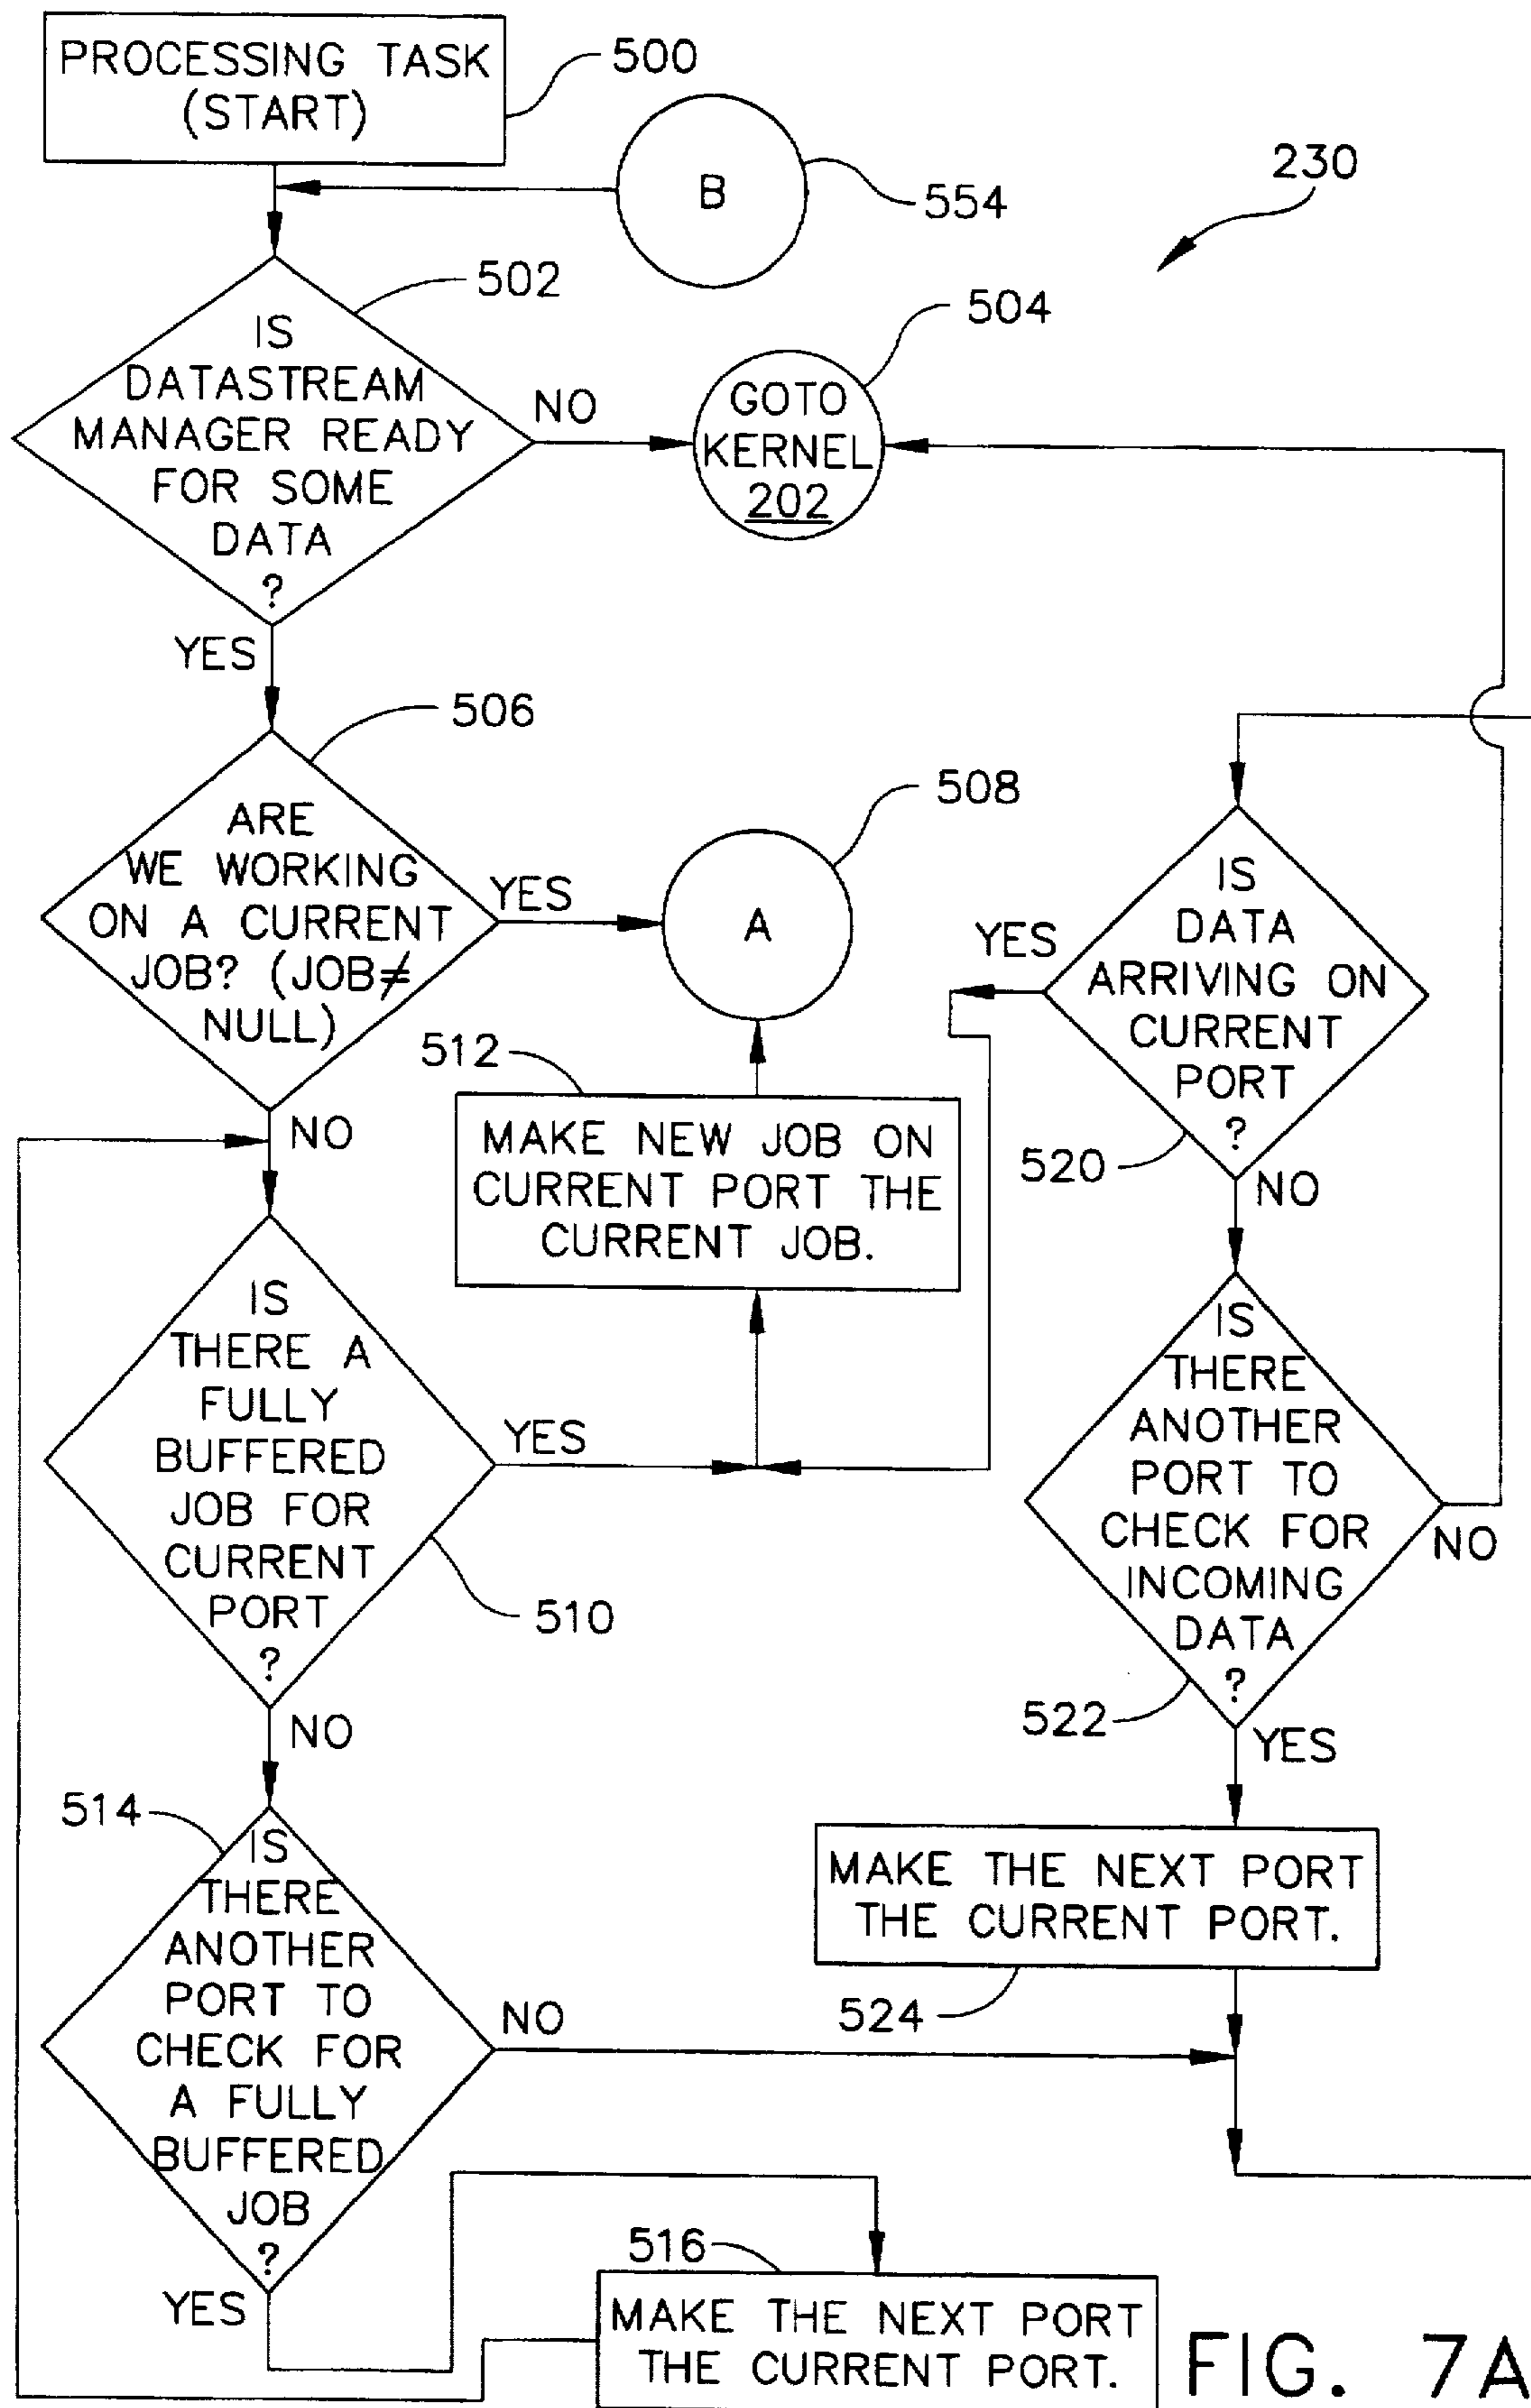 PROCESSING TASK
(START)
500
B
554
230
502
IS
DATASTREAM
MANAGER READY
FOR SOME
DATA
?
NO
504
GOTO
KERNEL
202
YES
506
ARE
WE WORKING
ON A CURRENT
JOB? (JOB≠
NULL)
YES
508
A
NO
512
MAKE NEW JOB ON
CURRENT PORT THE
CURRENT JOB.
IS
DATA
ARRIVING ON
CURRENT
PORT
?
YES
520
NO
IS
THERE A
FULLY
BUFFERED
JOB FOR
CURRENT
PORT
?
YES
510
NO
IS
THERE
ANOTHER
PORT TO
CHECK FOR
INCOMING
DATA
?
NO
522
YES
514
IS
THERE
ANOTHER
PORT TO
CHECK FOR
A FULLY
BUFFERED
JOB
?
NO
YES
MAKE THE NEXT PORT
THE CURRENT PORT.
524
516
MAKE THE NEXT PORT
THE CURRENT PORT.
FIG. 7A